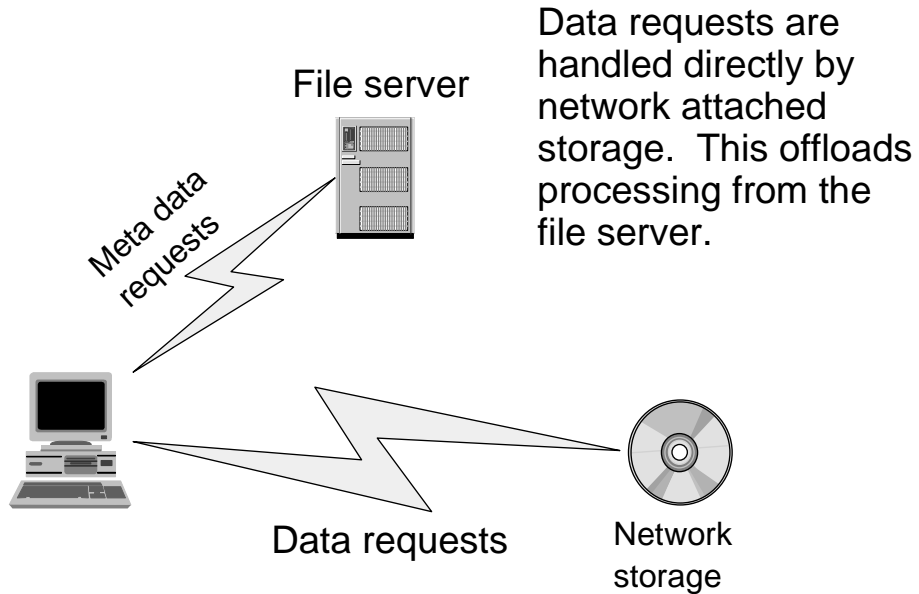 Data requests are
handled directly by
network attached
storage. This offloads
processing from the
file server.
File server
Meta data
requests
Data requests
Network
storage